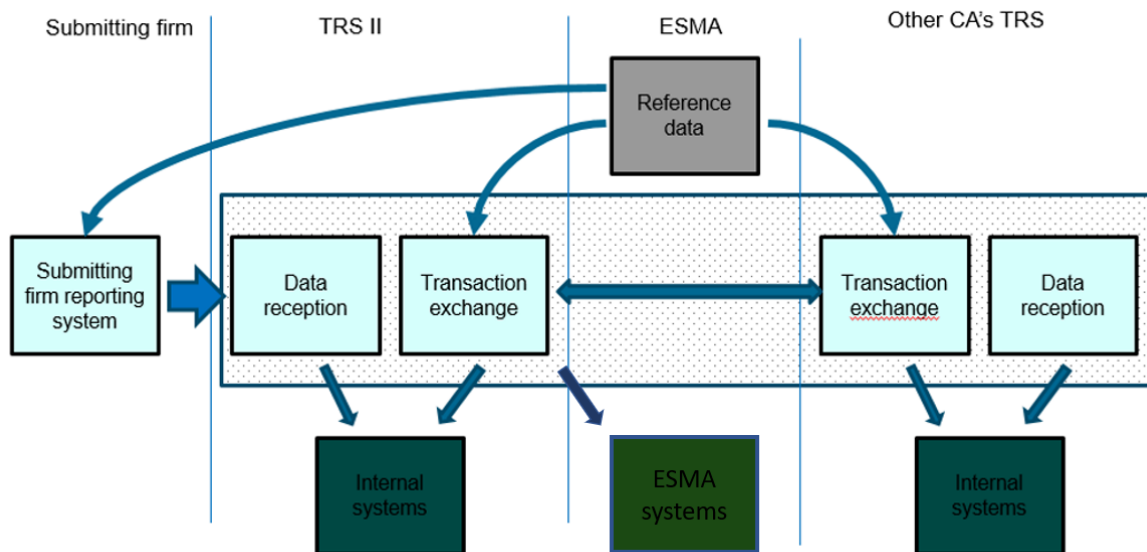 Submitting firm
TRS II
ESMA
Other CA's TRS
Reference
data
Submitting
firm reporting
system
Data
reception
Transaction
exchange
Transaction
exchange
Data
reception
Internal
systems
ESMA
systems
Internal
systems